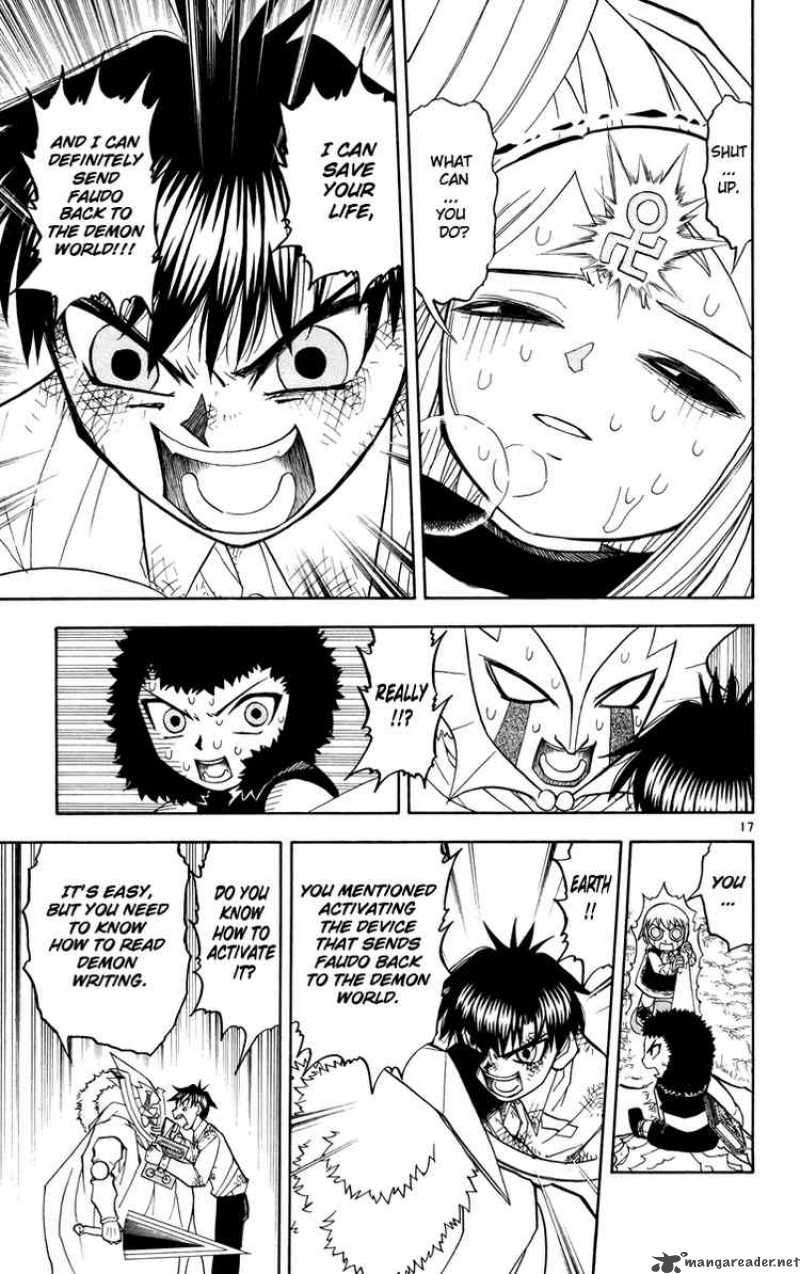 SHUT
...
UP.
WHAT
CAN
...
YOU
DO?
I CAN
SAVE
YOUR
LIFE,
AND I CAN
DEFINITELY
SEND
FAUDO
BACK TO
THE DEMON
WORLD!!!
REALLY
!!?
17
YOU
...
EARTH
!!
YOU MENTIONED
ACTIVATING
THE DEVICE
THAT SENDS
FAUDO BACK
TO THE DEMON
WORLD.
DO YOU
KNOW
HOW TO
ACTIVATE
IT?
IT'S EASY,
BUT YOU NEED
TO KNOW
HOW TO READ
DEMON
WRITING.
mangareader.net